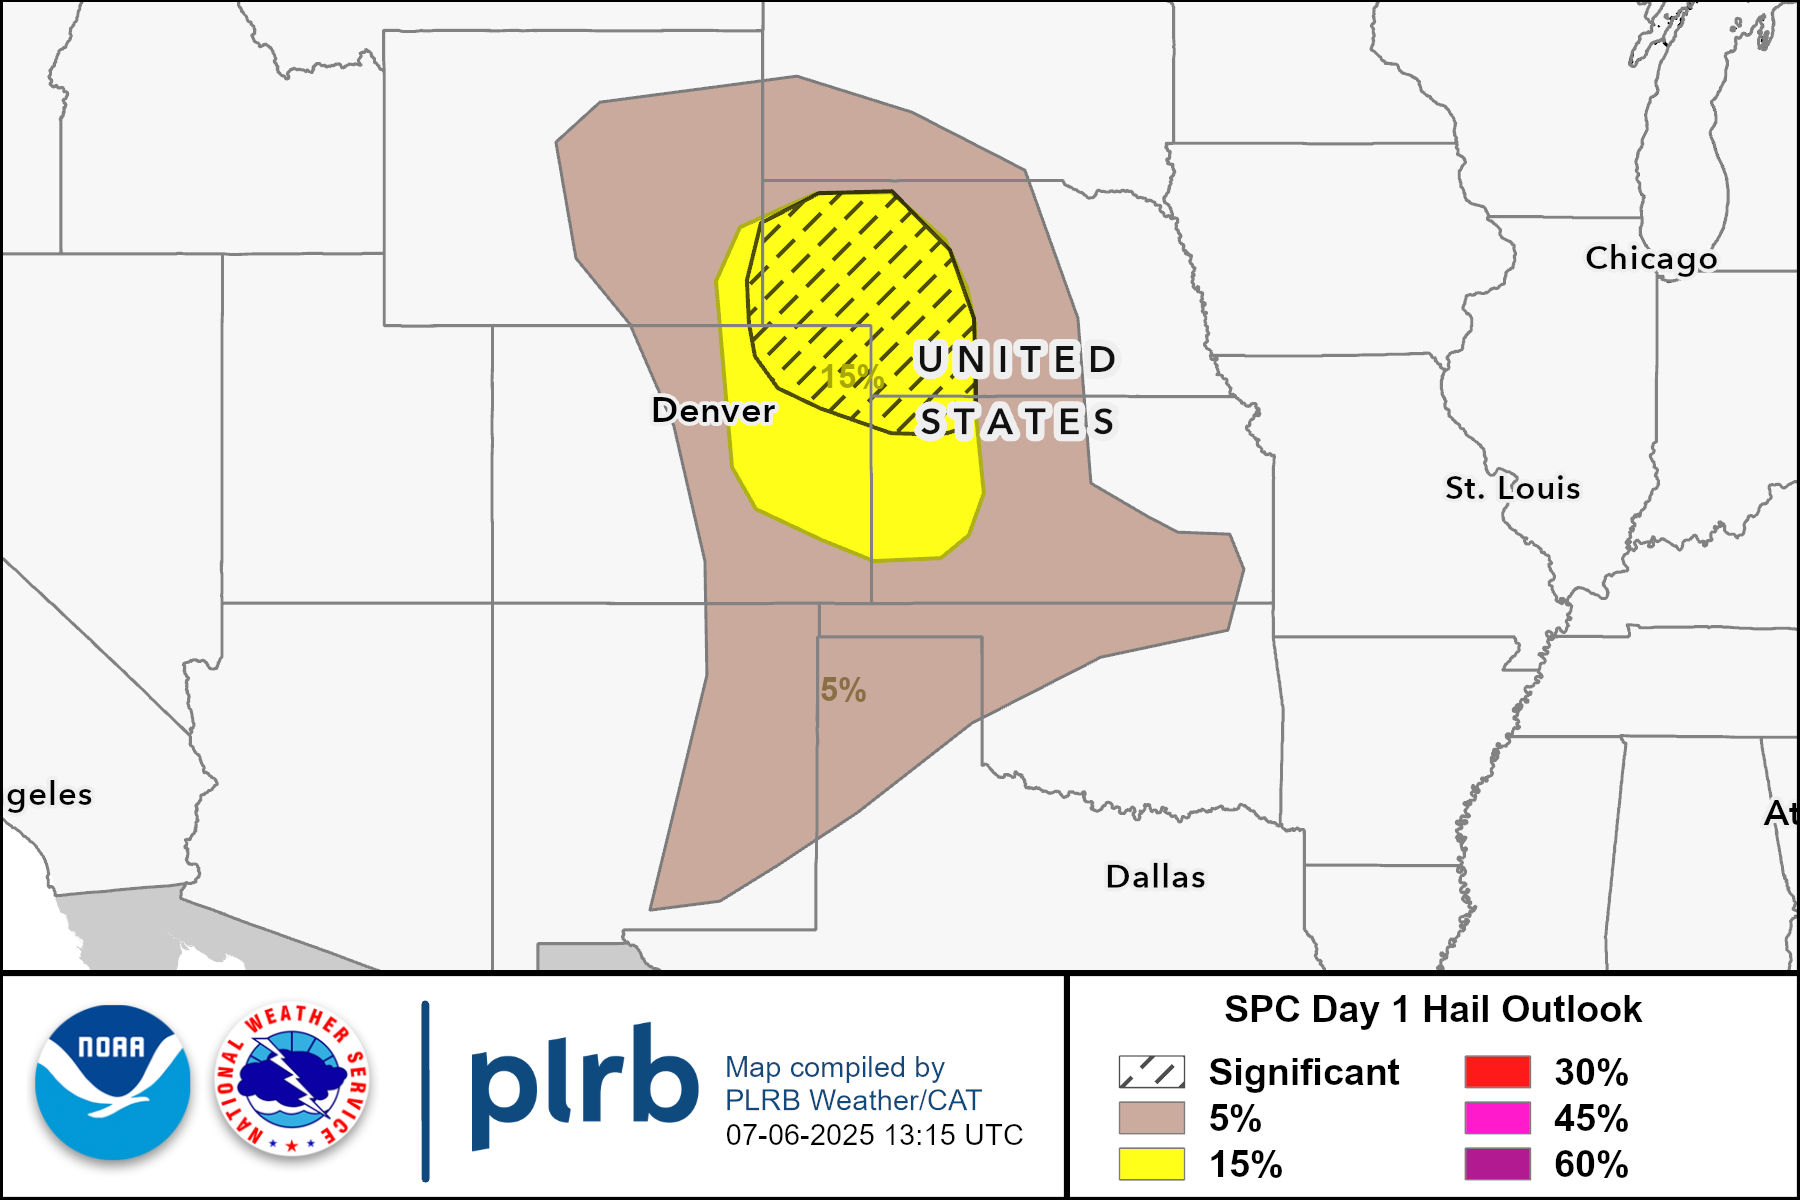 Chicago
UNITED
15%
Denver
STATES
St. Louis
5%
geles
At
Dallas
NOAA
NATIONAL WEATHER SERVICE
plrb
Map compiled by
PLRB Weather/CAT
07-06-2025 13:15 UTC
SPC Day 1 Hail Outlook
Significant
30%
5%
45%
15%
60%